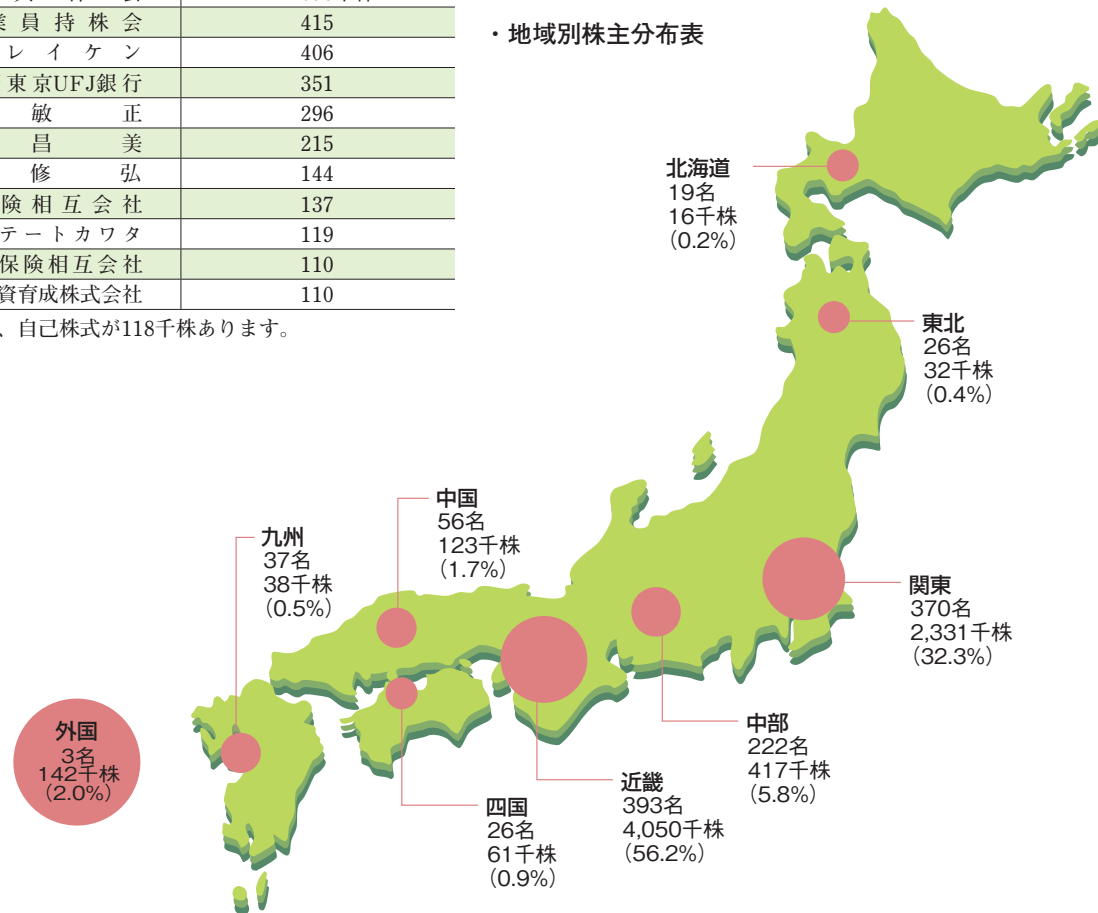 業員持株会 415
レイケン 406
東京UFJ銀行 351
敏正 296
昌美 215
修弘 144
険相互会社 137
テートカワタ 119
保険相互会社 110
資育成株式会社 110
、自己株式が118千株あります。
・地域別株主分布表
北海道
19名
16千株
(0.2%)
東北
26名
32千株
(0.4%)
中国
56名
123千株
(1.7%)
九州
37名
38千株
(0.5%)
関東
370名
2,331千株
(32.3%)
外国
3名
142千株
(2.0%)
中部
222名
417千株
(5.8%)
近畿
393名
4,050千株
(56.2%)
四国
26名
61千株
(0.9%)